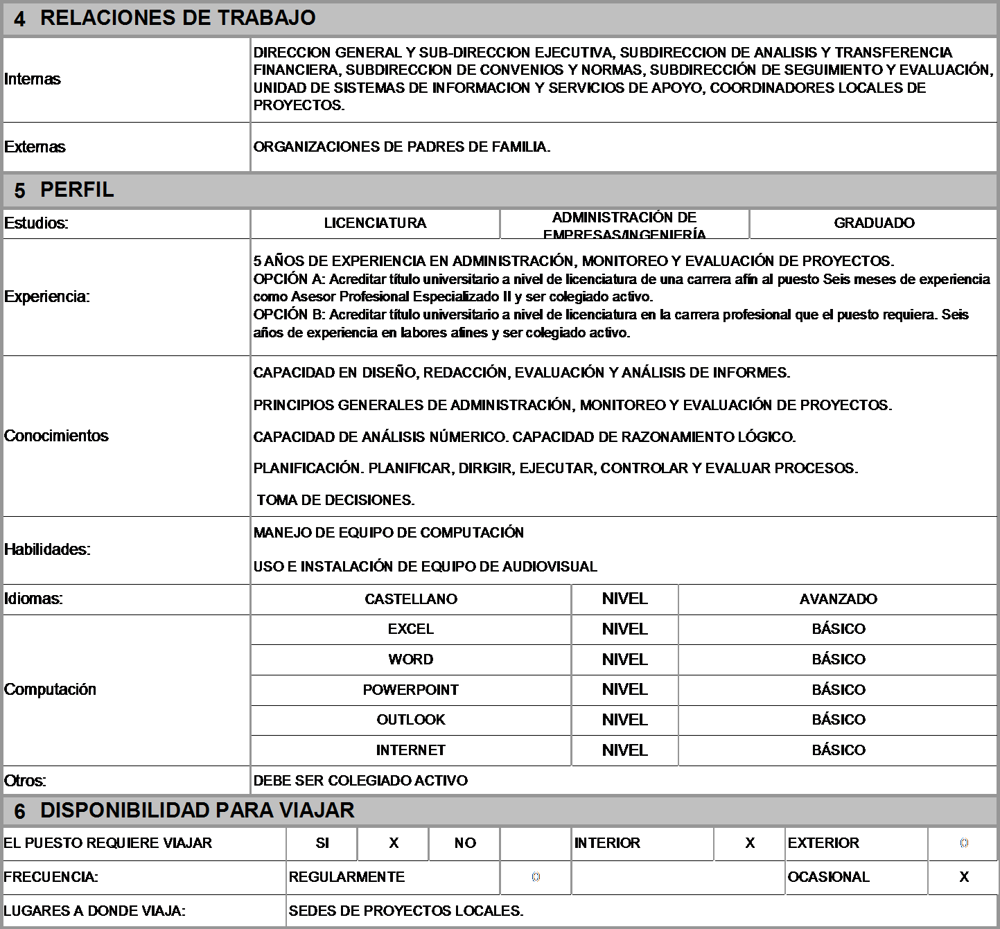 4 RELACIONES DE TRABAJO
Internas
DIRECCION GENERAL Y SUB-DIRECCION EJECUTIVA, SUBDIRECCION DE ANALISIS Y TRANSFERENCIA
FINANCIERA, SUBDIRECCION DE CONVENIOS Y NORMAS, SUBDIRECCIÓN DE SEGUIMIENTO Y EVALUACIÓN,
UNIDAD DE SISTEMAS DE INFORMACION Y SERVICIOS DE APOYO, COORDINADORES LOCALES DE
PROYECTOS.
Externas ORGANIZACIONES DE PADRES DE FAMILIA.
5 PERFIL
Estudios: LICENCIATURA
ADMINISTRACIÓN DE
EMPRESAS/INGENIERÍA
GRADUADO
Experiencia:
5 AÑOS DE EXPERIENCIA EN ADMINISTRACIÓN, MONITOREO Y EVALUACIÓN DE PROYECTOS.
OPCIÓN A: Acreditar título universitario a nivel de licenciatura de una carrera afín al puesto Seis meses de experiencia
como Asesor Profesional Especializado II y ser colegiado activo.
OPCIÓN B: Acreditar título universitario a nivel de licenciatura en la carrera profesional que el puesto requiera. Seis
años de experiencia en labores afines y ser colegiado activo.
Conocimientos
CAPACIDAD EN DISEÑO, REDACCIÓN, EVALUACIÓN Y ANÁLISIS DE INFORMES.
PRINCIPIOS GENERALES DE ADMINISTRACIÓN, MONITOREO Y EVALUACIÓN DE PROYECTOS.
CAPACIDAD DE ANÁLISIS NÚMERICO. CAPACIDAD DE RAZONAMIENTO LÓGICO.
PLANIFICACIÓN. PLANIFICAR, DIRIGIR, EJECUTAR, CONTROLAR Y EVALUAR PROCESOS.
TOMA DE DECISIONES.
Habilidades:
MANEJO DE EQUIPO DE COMPUTACIÓN
USO E INSTALACIÓN DE EQUIPO DE AUDIOVISUAL
Idiomas: CASTELLANO NIVEL AVANZADO
Computación
EXCEL NIVEL BÁSICO
WORD NIVEL BÁSICO
POWERPOINT NIVEL BÁSICO
OUTLOOK NIVEL BÁSICO
INTERNET NIVEL BÁSICO
Otros: DEBE SER COLEGIADO ACTIVO
6 DISPONIBILIDAD PARA VIAJAR
EL PUESTO REQUIERE VIAJAR SI X NO INTERIOR X EXTERIOR 0
FRECUENCIA: REGULARMENTE 0 OCASIONAL X
LUGARES A DONDE VIAJA: SEDES DE PROYECTOS LOCALES.